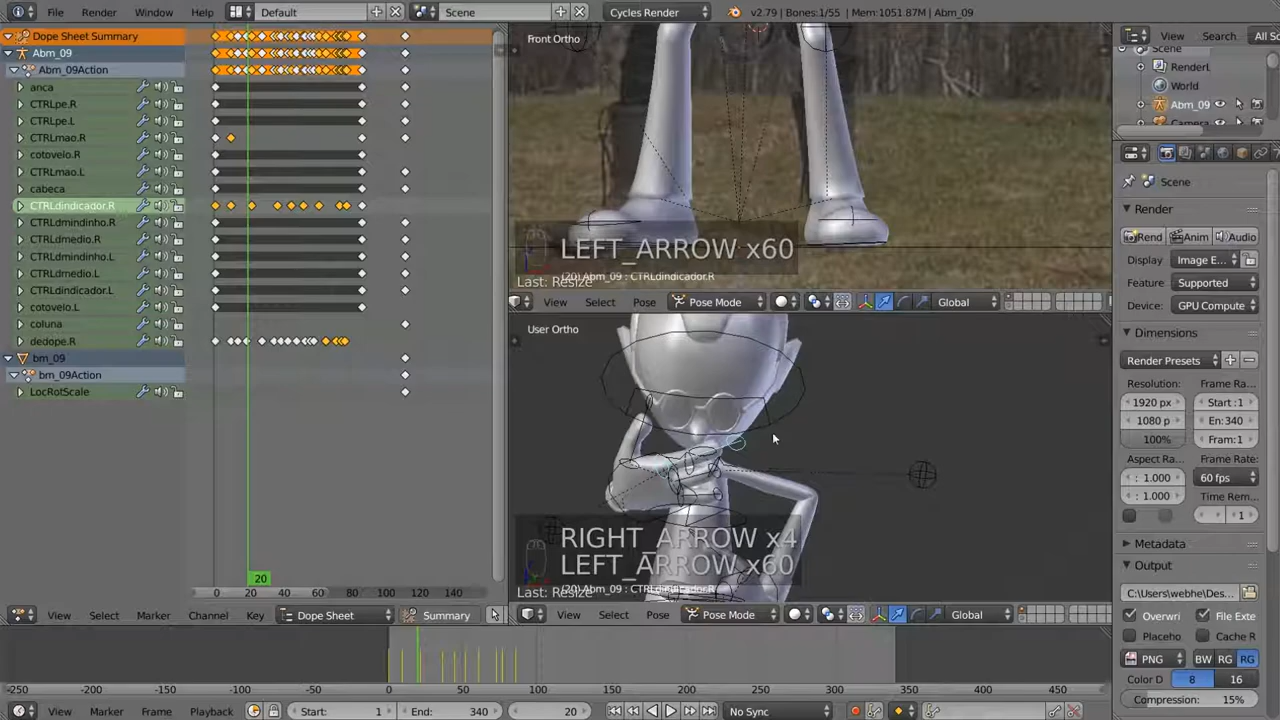 File Render Window Help Default Scene Cycles Render v2.79 | Bones:1/55 | Mem:1051.87M | Abm_09
Dope Sheet Summary
Abm_09
Abm_09Action
anca
CTRLpe.R
CTRLpe.L
CTRLmao.R
cotovelo.R
CTRLmao.L
cabeca
CTRLdindicador.R
CTRLdmindinho.R
CTRLdmedio.R
CTRLdmindinho.L
CTRLdmedio.L
CTRLdindicador.L
cotovelo.L
coluna
dedope.R
bm_09
bm_09Action
LocRotScale
20
0 20 40 60 80 100 120 140
View Select Marker Channel Key Dope Sheet Summary
Front Ortho
LEFT_ARROW x60
(20) Abm_09 : CTRLdindicador.R
Last: Resize
View Select Pose Pose Mode Global
User Ortho
RIGHT_ARROW x4
LEFT_ARROW x60
(20) Abm_09 : CTRLdindicador.R
Last: Resize
View Select Pose Pose Mode Global
View Search All Sc
Scene
Renderl
World
Abm_09
Camera
Scene
Render
Rend Anim Audio
Display Image E...
Feature Supported
Device: GPU Compute
Dimensions
Render Presets
Resolution: Frame Ra...
1920 px Start :1
1080 p En:340
100% Fram:1
Aspect Ra... Frame Rate:
: 1.000 60 fps
: 1.000 Time Rem...
1
Metadata
Output
C:\Users\webhe\Des...
Overwri File Exte
Placeho Cache R
PNG BW RG RG
Color D 8 16
Compression: 15%
-250 -200 -150 -100 -50 0 50 100 150 200 250 300 350 400 450
View Marker Frame Playback Start: 1 End: 340 20 No Sync